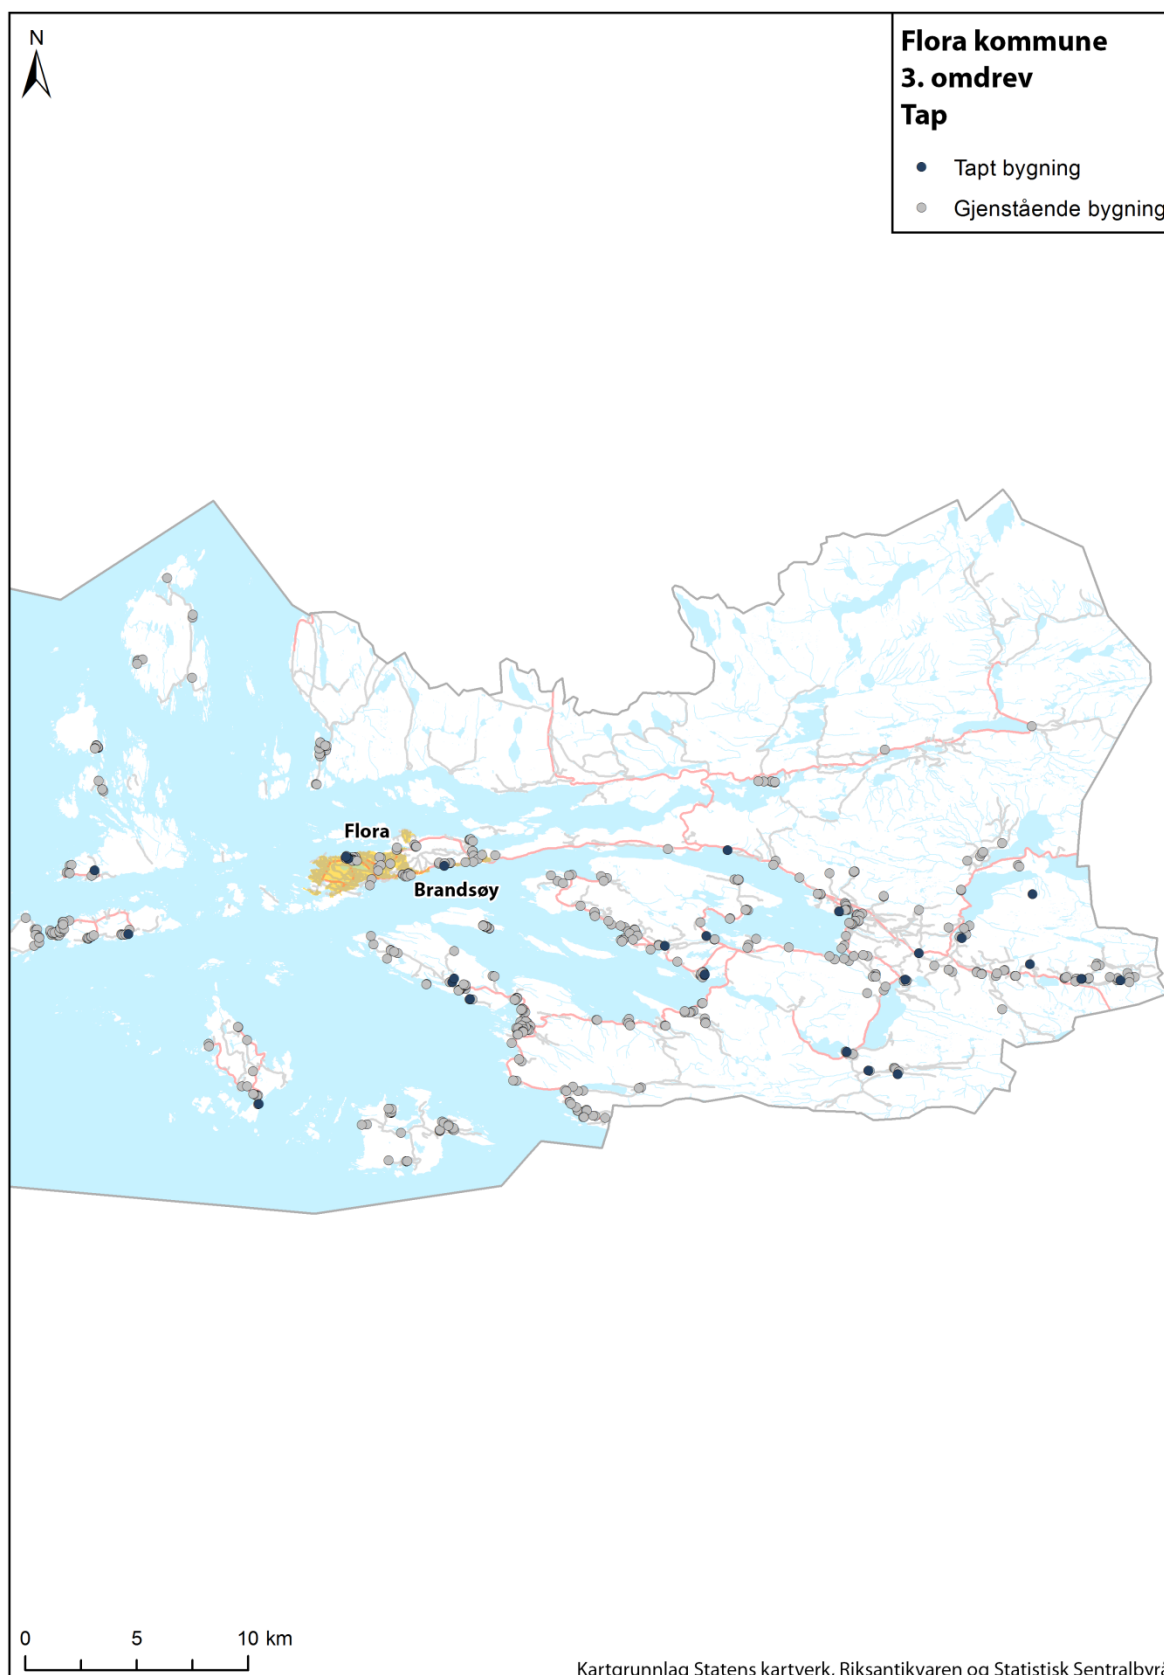 Flora kommune
3. omdrev
Tap
Tapt bygning
Gjenstående bygning
N
Flora
Brandsøy
0 5 10 km
Kartgrunnlag Statens kartverk, Riksantikvaren og Statistisk Sentralbyrå